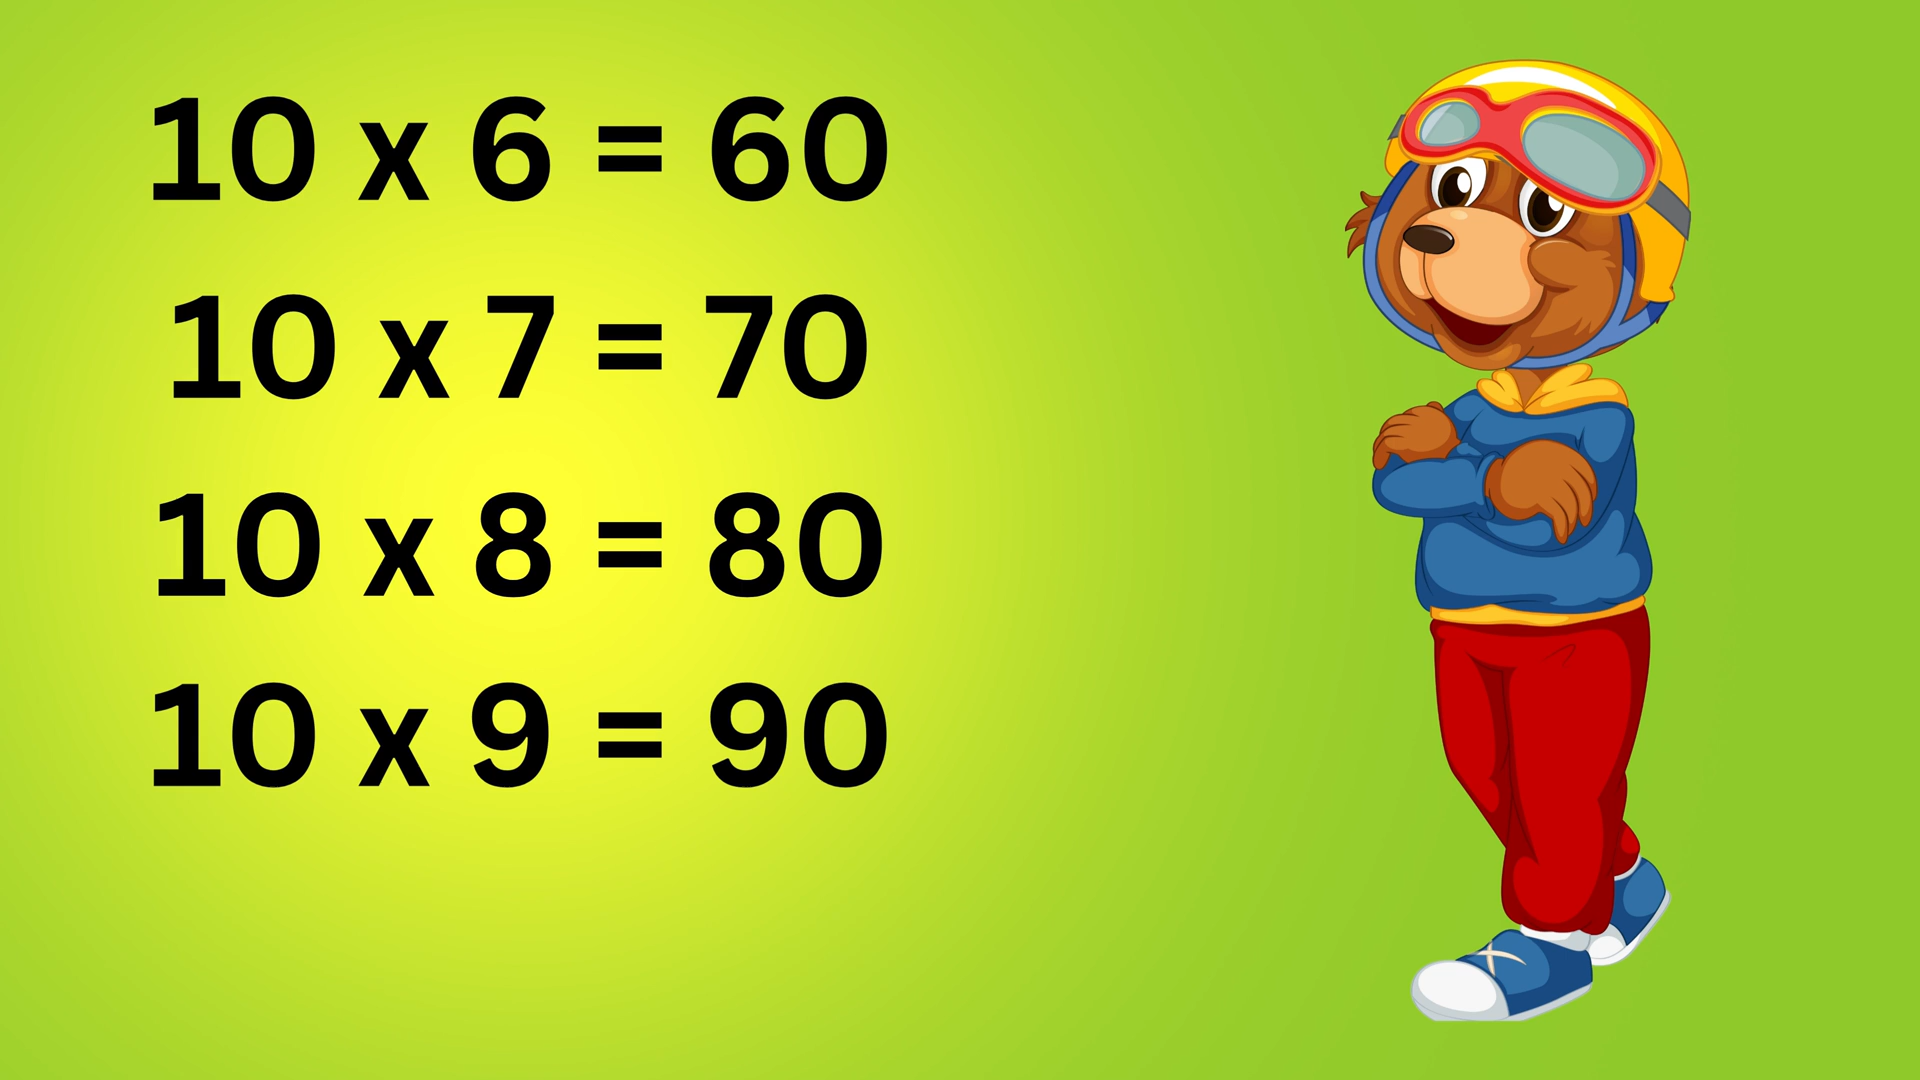 10 x 6 = 60
10 x 7 = 70
10 x 8 = 80
10 x 9 = 90